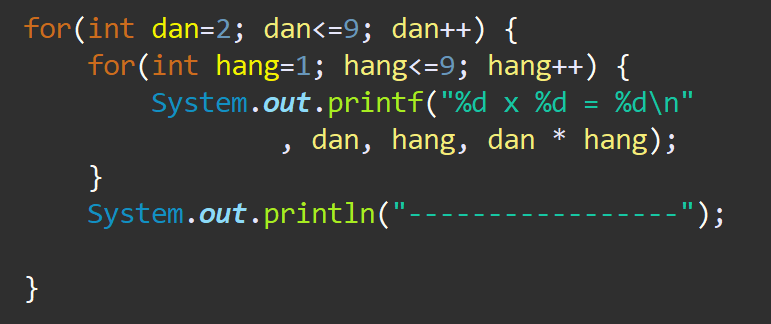 for(int dan=2; dan<=9; dan++) {
    for(int hang=1; hang<=9; hang++) {
        System.out.printf("%d x %d = %d\n"
                , dan, hang, dan * hang);
    }
    System.out.println("-----------------");
}